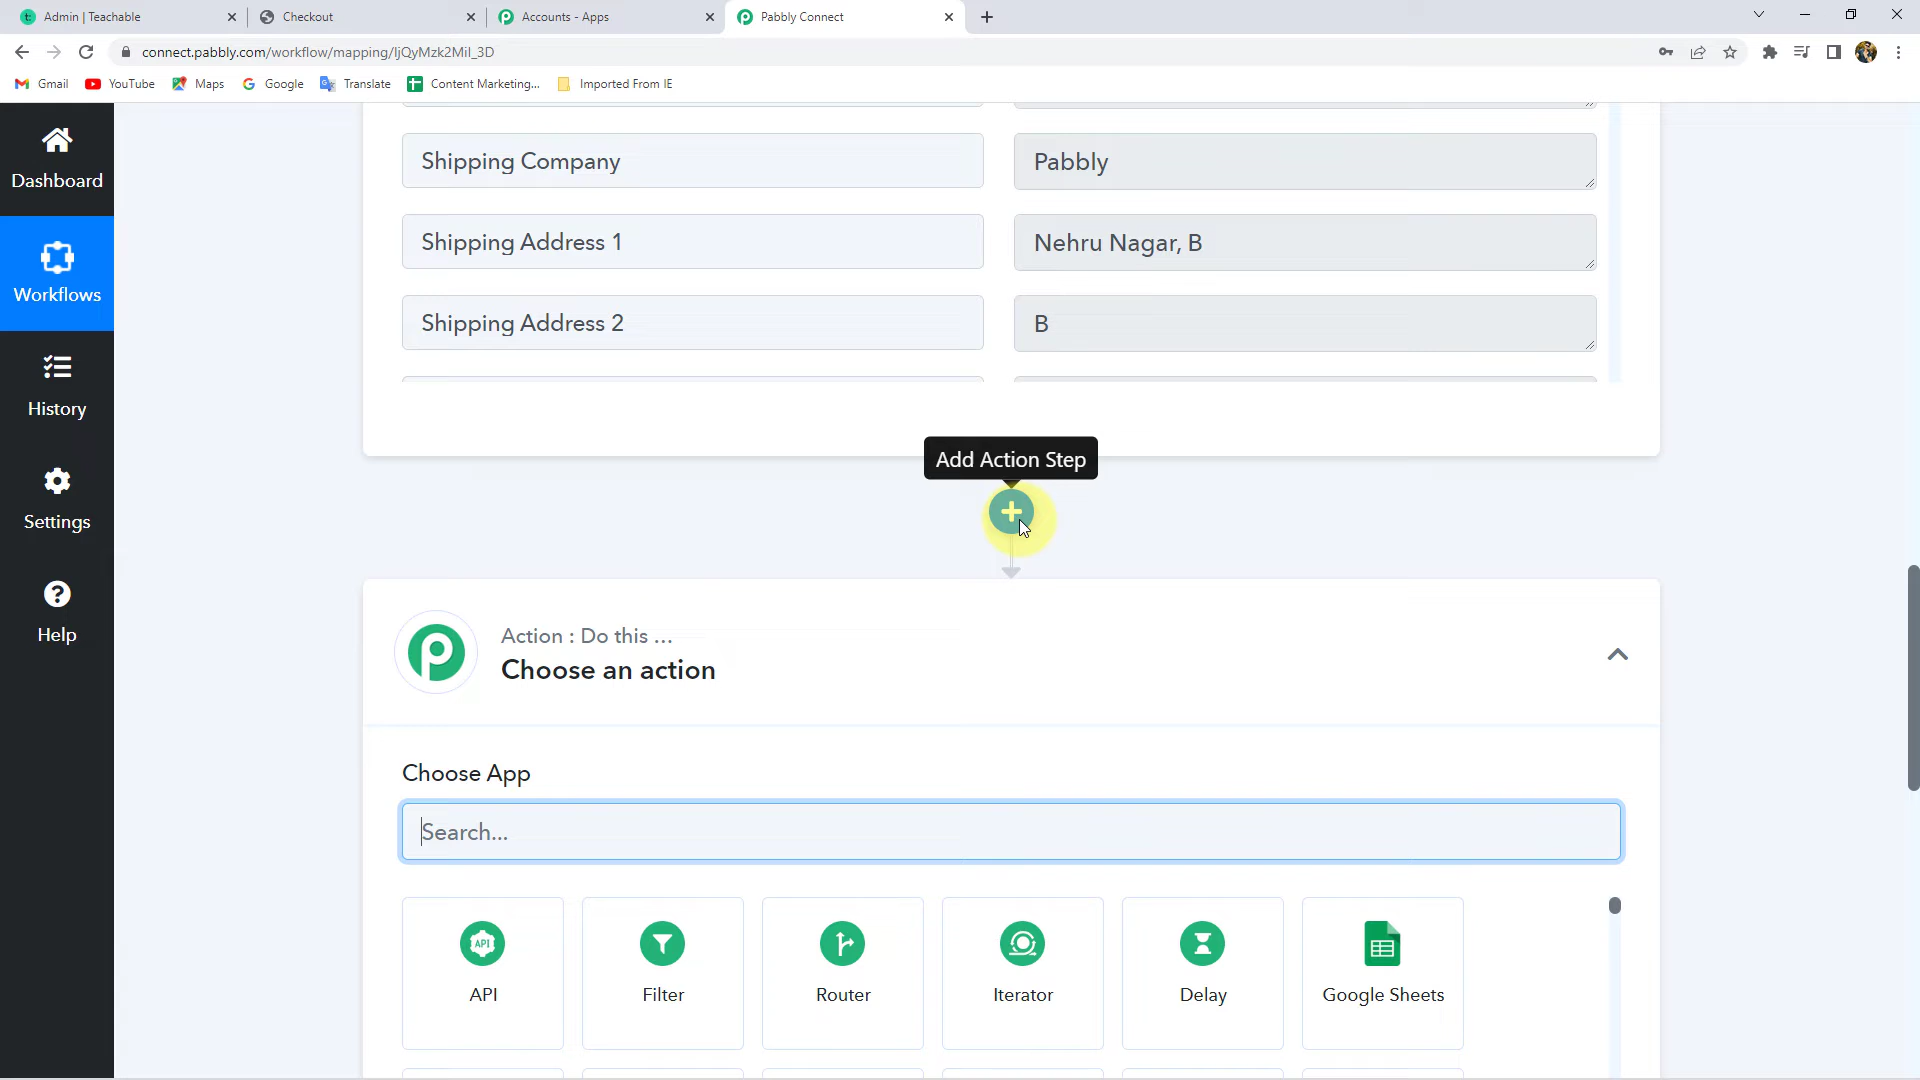 Admin | Teachable
Checkout
Accounts - Apps
Pabbly Connect
connect.pabbly.com/workflow/mapping/IjQyMzk2MiI_3D
Gmail
YouTube
Maps
Google
Translate
Content Marketing...
Imported From IE
Dashboard
Workflows
History
Settings
Help
Shipping Company
Pabbly
Shipping Address 1
Nehru Nagar, B
Shipping Address 2
B
Add Action Step
Action : Do this ...
Choose an action
Choose App
Search...
API
API
Filter
Router
Iterator
Delay
Google Sheets